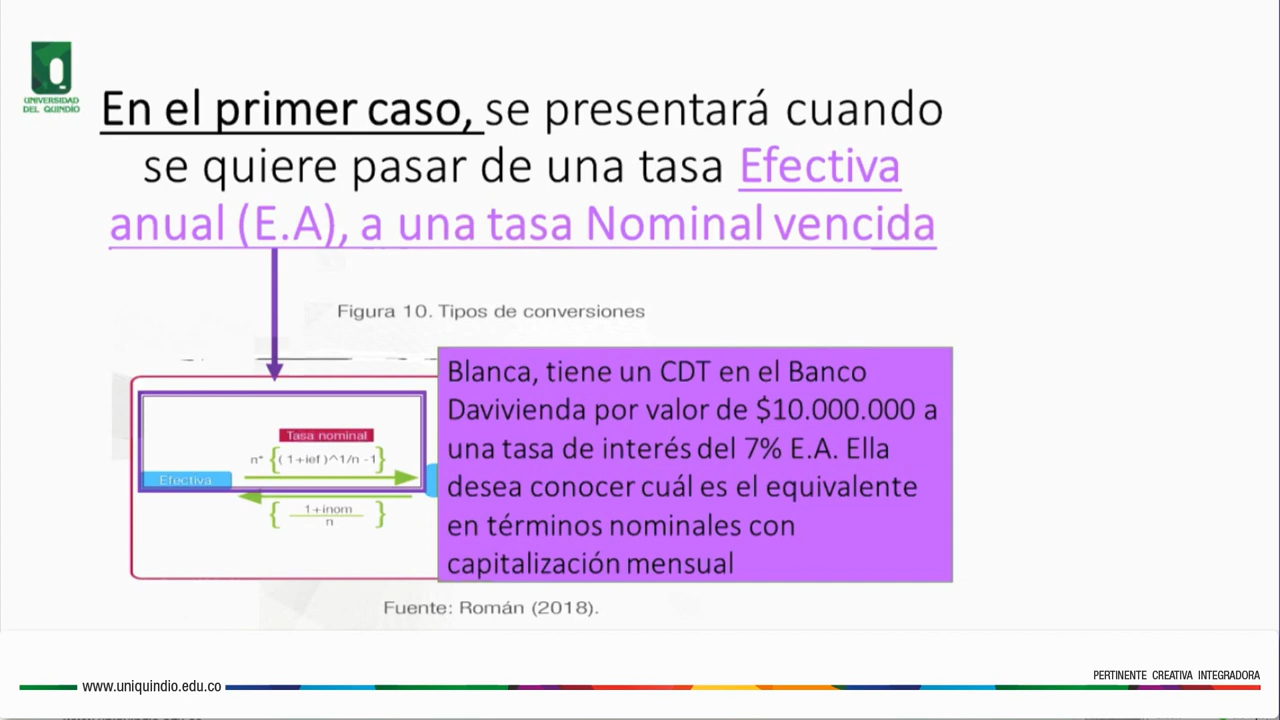 UNIVERSIDAD
DEL QUINDÍO
En el primer caso, se presentará cuando
se quiere pasar de una tasa Efectiva
anual (E.A), a una tasa Nominal vencida
Figura 10. Tipos de conversiones
Tasa nominal
n* {( 1+ief )^1/n -1}
Efectiva
{ 1+inom }
n
Blanca, tiene un CDT en el Banco
Davivienda por valor de $10.000.000 a
una tasa de interés del 7% E.A. Ella
desea conocer cuál es el equivalente
en términos nominales con
capitalización mensual
Fuente: Román (2018).
www.uniquindio.edu.co
PERTINENTE CREATIVA INTEGRADORA